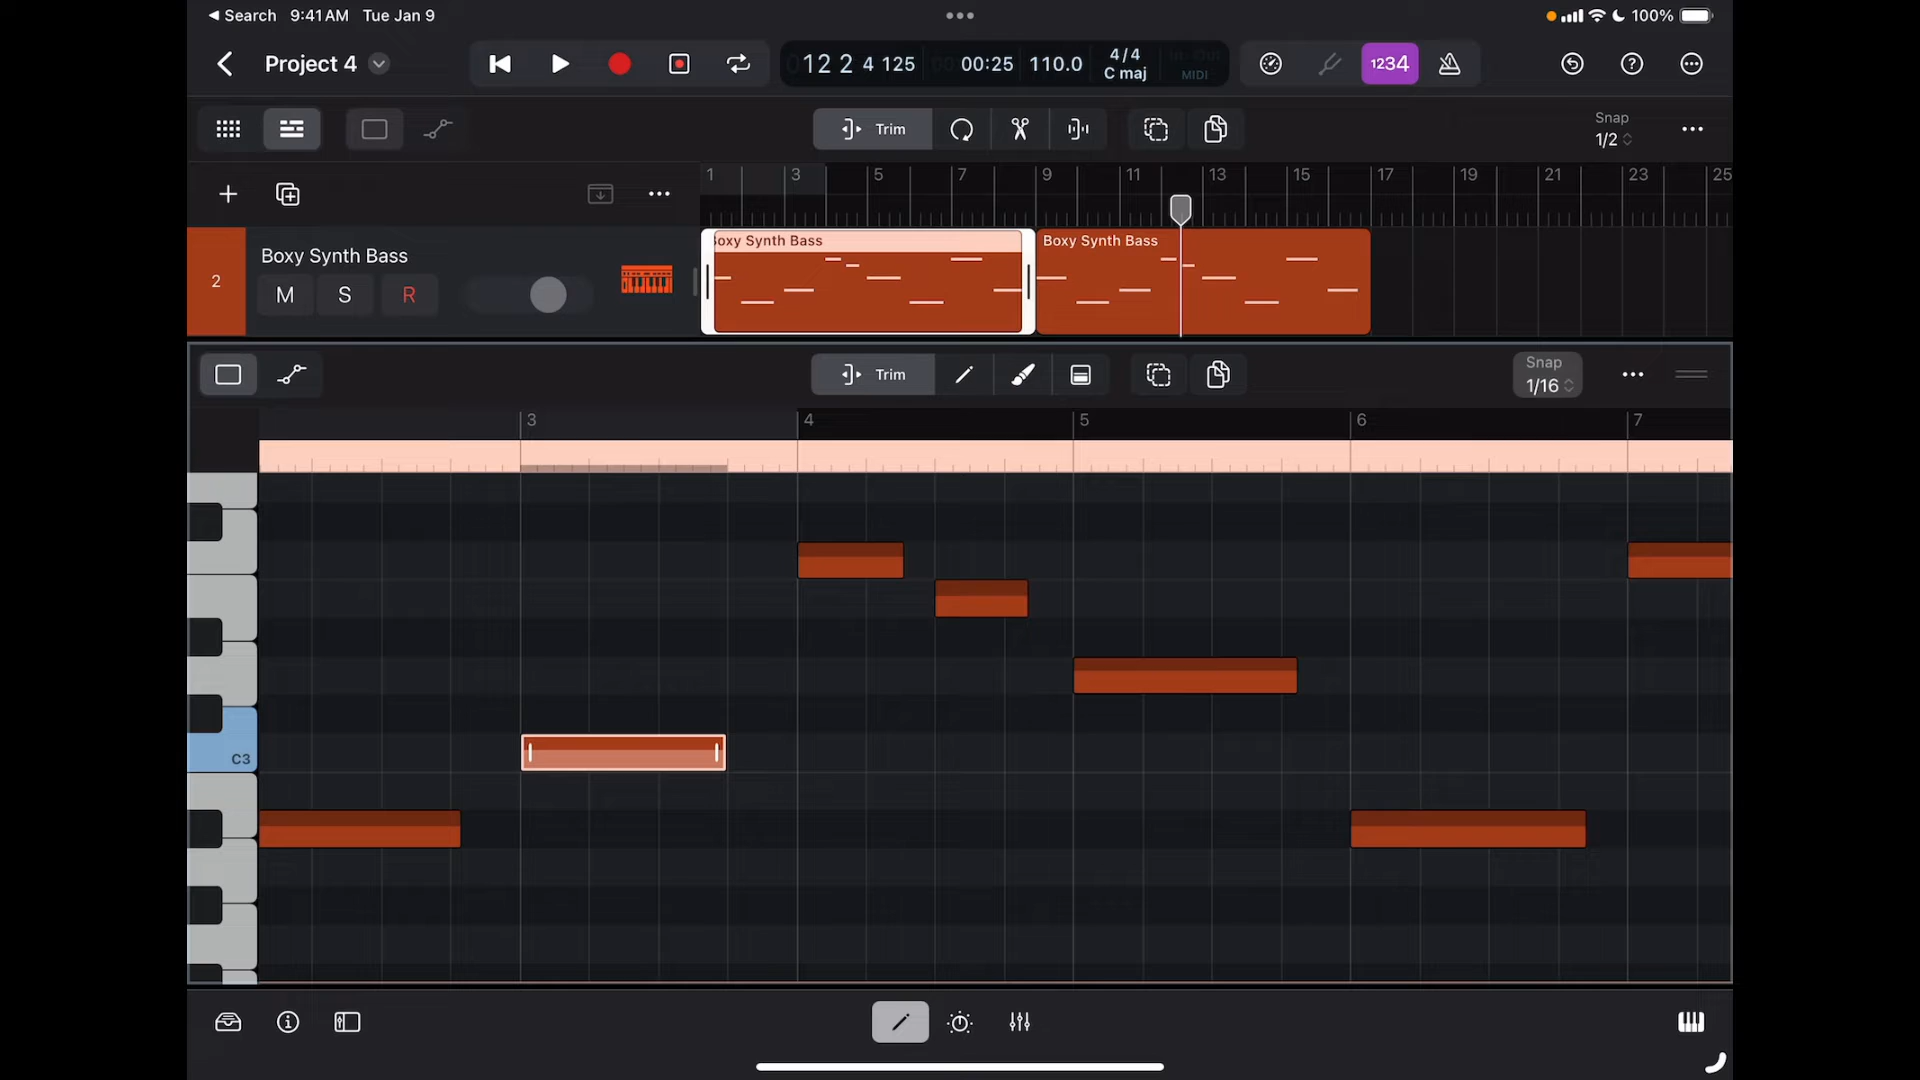 ◀ Search 9:41 AM Tue Jan 9
100%
Project 4
12 2 4 125
00:25
110.0
4/4
C maj
In Out
MIDI
1234
Trim
Snap
1/2
1 3 5 7 9 11 13 15 17 19 21 23 25
2
Boxy Synth Bass
M S R
oxy Synth Bass
Boxy Synth Bass
Trim
Snap
1/16
3 4 5 6 7
C3